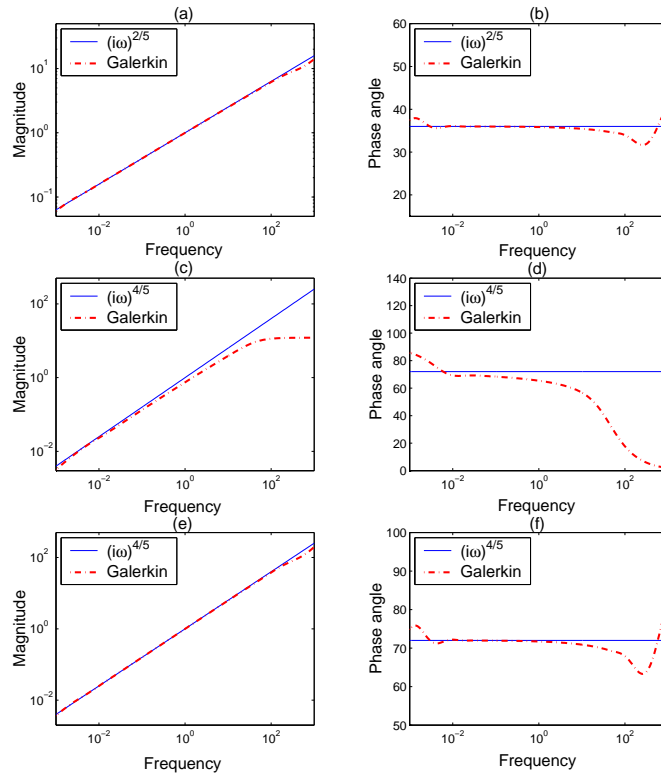 (a)
(iω)^{2/5}
Galerkin
10^1
10^0
10^{-1}
Magnitude
10^{-2}
10^0
10^2
Frequency
(b)
(iω)^{2/5}
Galerkin
60
50
40
30
20
Phase angle
10^{-2}
10^0
10^2
Frequency
(c)
(iω)^{4/5}
Galerkin
10^2
10^0
10^{-2}
Magnitude
10^{-2}
10^0
10^2
Frequency
(d)
(iω)^{4/5}
Galerkin
140
120
100
80
60
40
20
0
Phase angle
10^{-2}
10^0
10^2
Frequency
(e)
(iω)^{4/5}
Galerkin
10^2
10^0
10^{-2}
Magnitude
10^{-2}
10^0
10^2
Frequency
(f)
(iω)^{4/5}
Galerkin
100
90
80
70
60
50
Phase angle
10^{-2}
10^0
10^2
Frequency